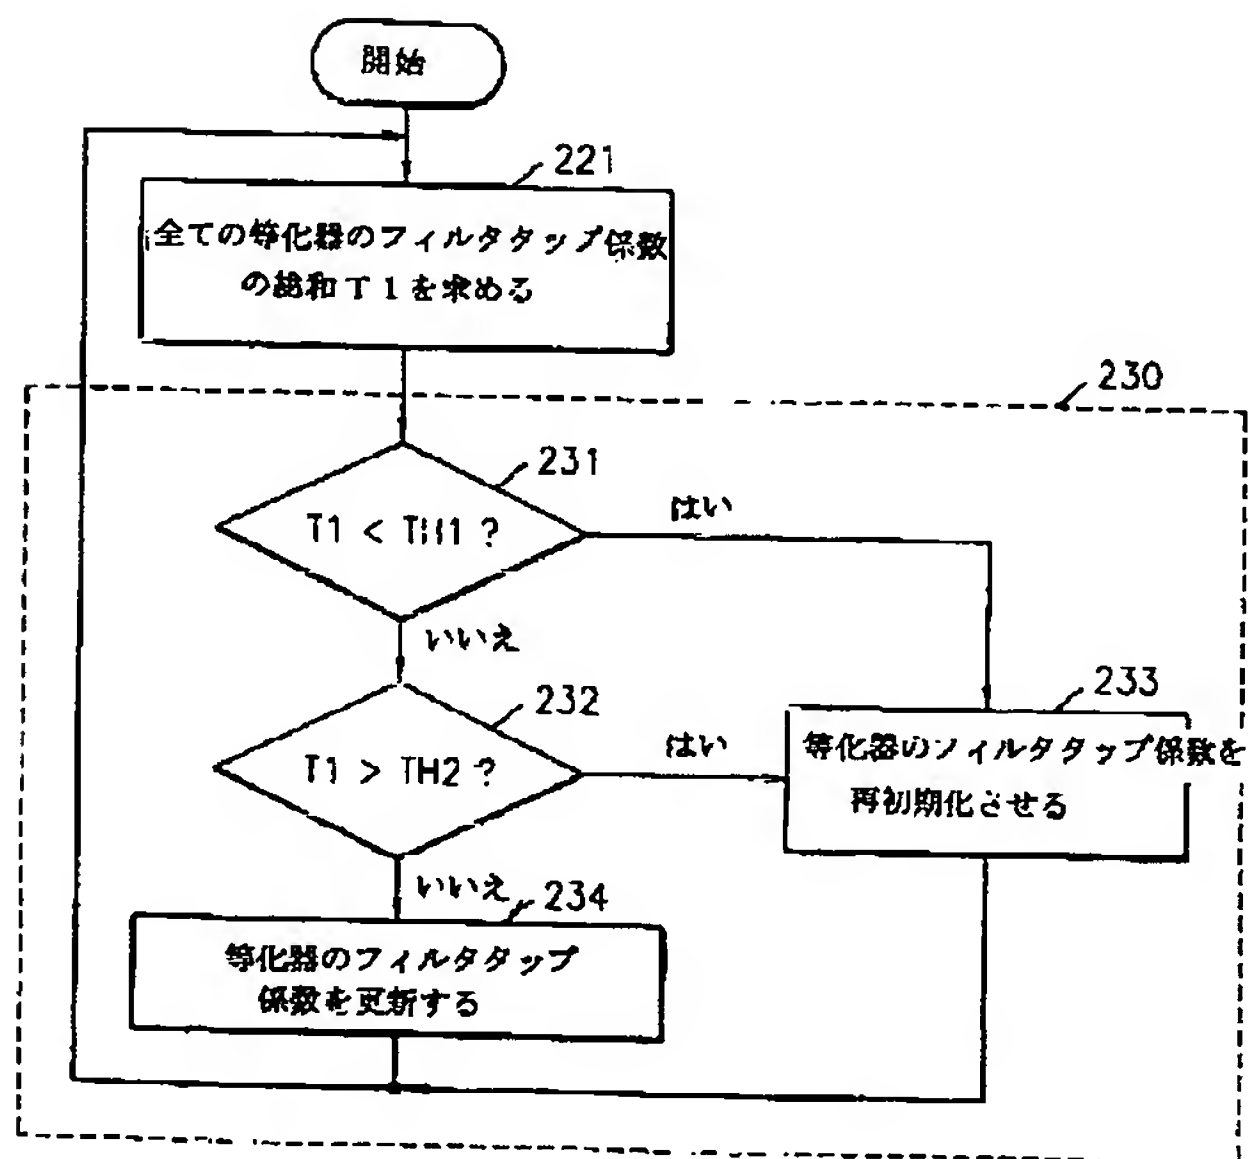 開始
221
全ての等化器のフィルタタップ係数
の総和T1を求める
230
231
T1 < TH1 ?
はい
いいえ
232
T1 > TH2 ?
はい
233
等化器のフィルタタップ係数を
再初期化させる
いいえ
234
等化器のフィルタタップ
係数を更新する